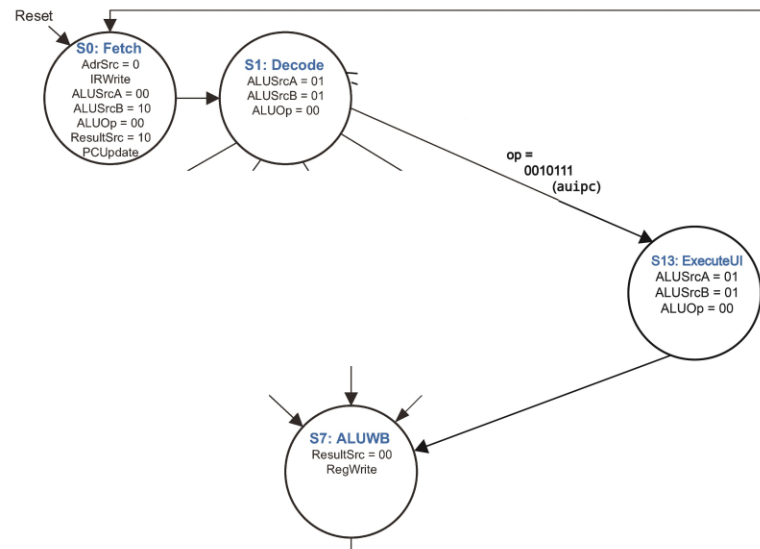 Reset
S0: Fetch
AdrSrc = 0
IRWrite
ALUSrcA = 00
ALUSrcB = 10
ALUOp = 00
ResultSrc = 10
PCUpdate
S1: Decode
ALUSrcA = 01
ALUSrcB = 01
ALUOp = 00
op =
0010111
(auipc)
S13: ExecuteUI
ALUSrcA = 01
ALUSrcB = 01
ALUOp = 00
S7: ALUWB
ResultSrc = 00
RegWrite